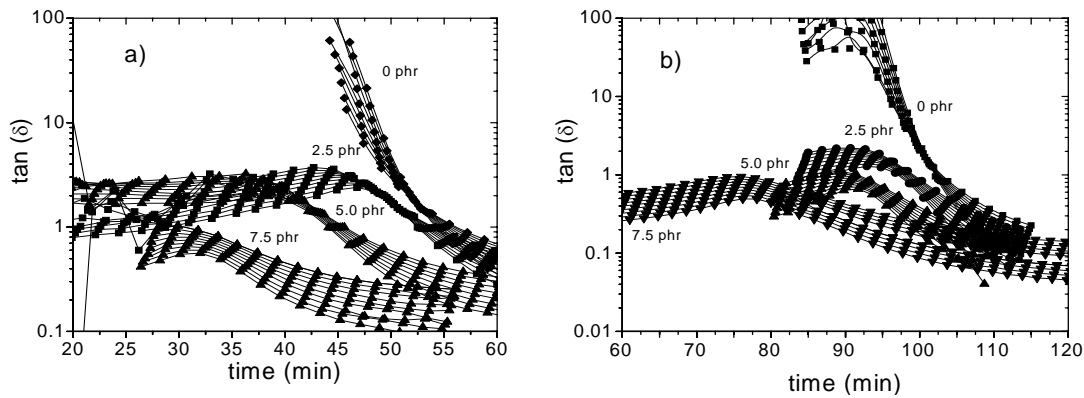 a)
100
10
1
0.1
tan (δ)
0 phr
2.5 phr
5.0 phr
7.5 phr
20 25 30 35 40 45 50 55 60
time (min)
b)
100
10
1
0.1
0.01
tan (δ)
0 phr
2.5 phr
5.0 phr
7.5 phr
60 70 80 90 100 110 120
time (min)